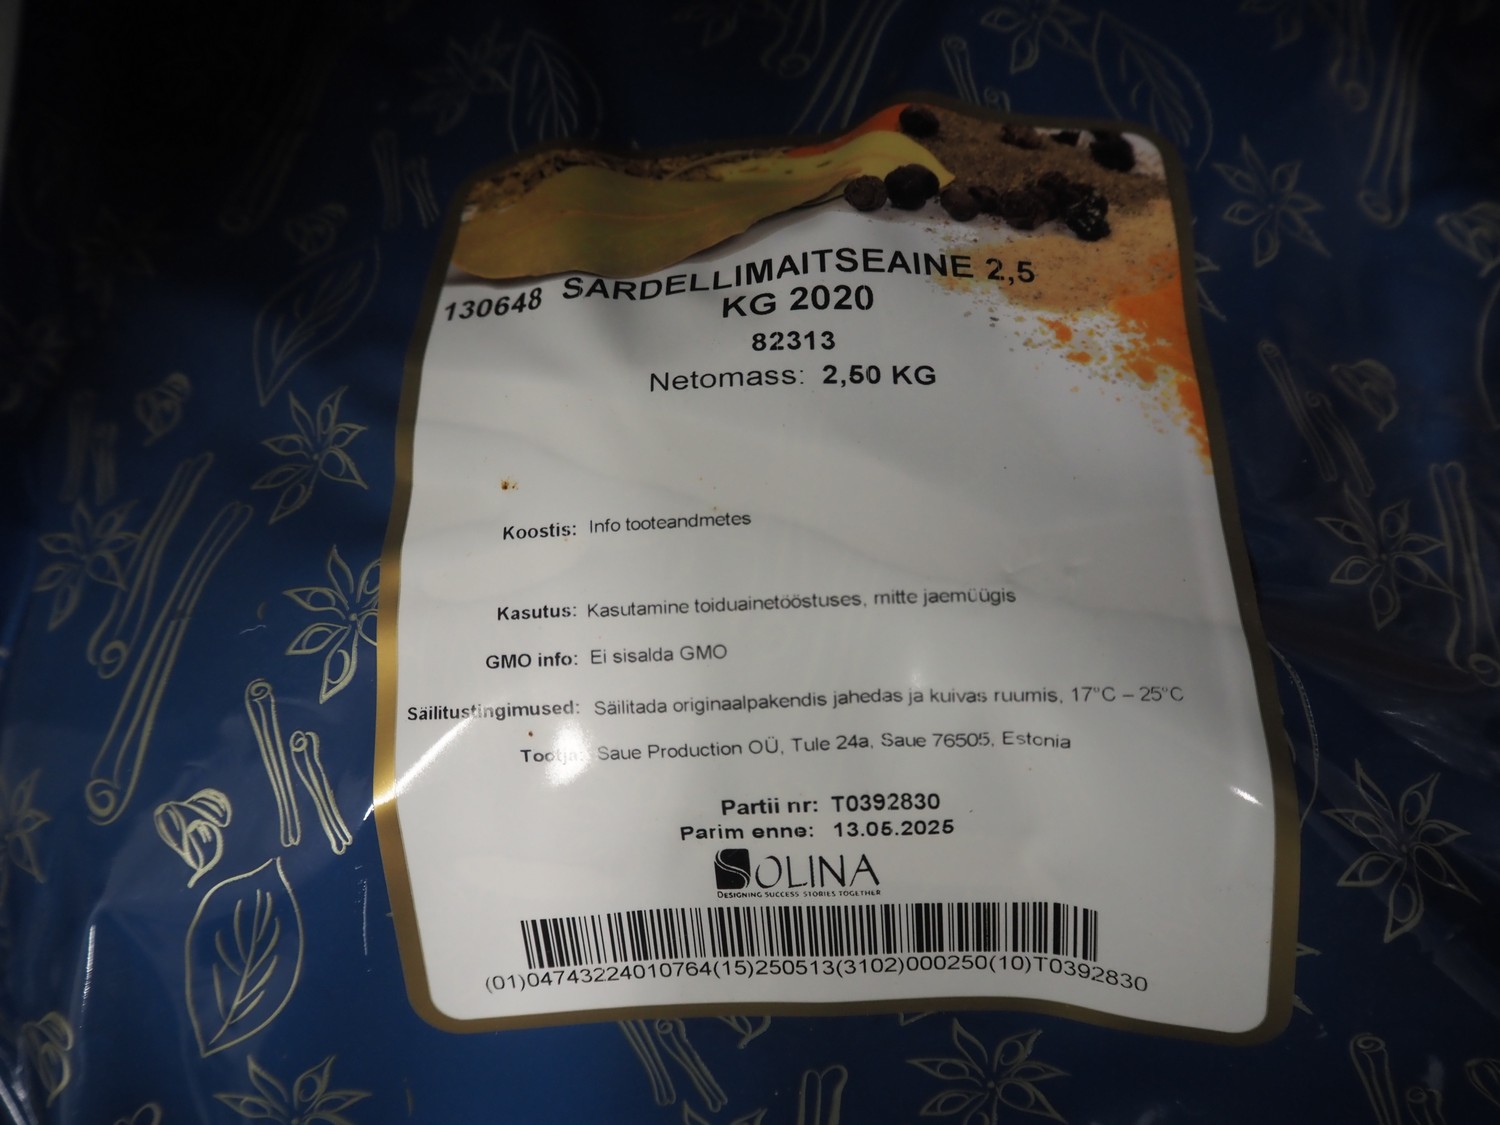 130648 SARDELLIMAITSEAINE 2,5
KG 2020
82313
Netomass: 2,50 KG
Koostis: Info tooteandmetes
Kasutus: Kasutamine toiduainetööstuses, mitte jaemüügis
GMO info: Ei sisalda GMO
Säilitustingimused: Säilitada originaalpakendis jahedas ja kuivas ruumis, 17°C – 25°C
Tootja: Saue Production OÜ, Tule 24a, Saue 76505, Estonia
Partii nr: T0392830
Parim enne: 13.05.2025
SOLINA
DESIGNING SUCCESS STORIES TOGETHER
(01)04743224010764(15)250513(3102)000250(10)T0392830